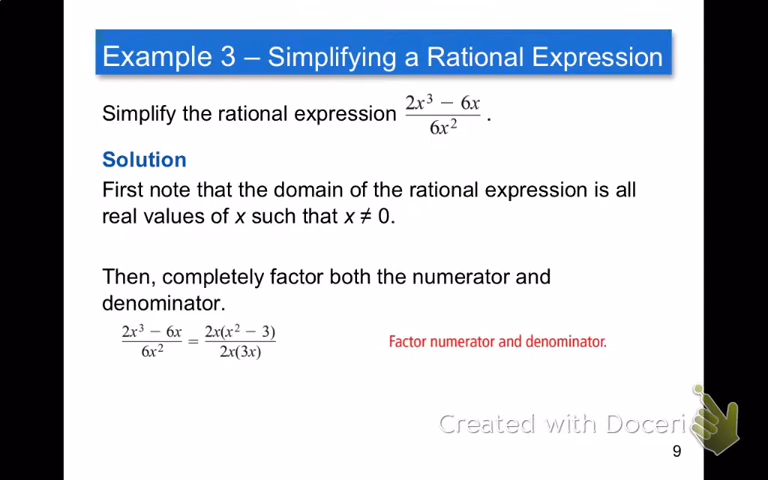 Example 3 – Simplifying a Rational Expression
Simplify the rational expression (2x³ − 6x)/(6x²).
Solution
First note that the domain of the rational expression is all
real values of x such that x ≠ 0.
Then, completely factor both the numerator and
denominator.
(2x³ − 6x)/(6x²) = (2x(x² − 3))/(2x(3x)) Factor numerator and denominator.
Created with Doceri
9